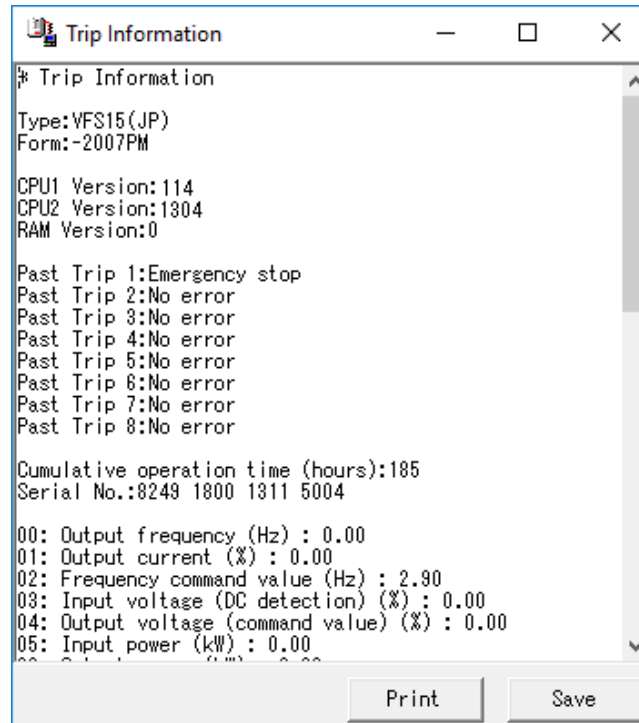 Trip Information
* Trip Information
Type:VFS15(JP)
Form:-2007PM
CPU1 Version:114
CPU2 Version:1304
RAM Version:0
Past Trip 1:Emergency stop
Past Trip 2:No error
Past Trip 3:No error
Past Trip 4:No error
Past Trip 5:No error
Past Trip 6:No error
Past Trip 7:No error
Past Trip 8:No error
Cumulative operation time (hours):185
Serial No.:8249 1800 1311 5004
00: Output frequency (Hz) : 0.00
01: Output current (%) : 0.00
02: Frequency command value (Hz) : 2.90
03: Input voltage (DC detection) (%) : 0.00
04: Output voltage (command value) (%) : 0.00
05: Input power (kW) : 0.00
Print Save